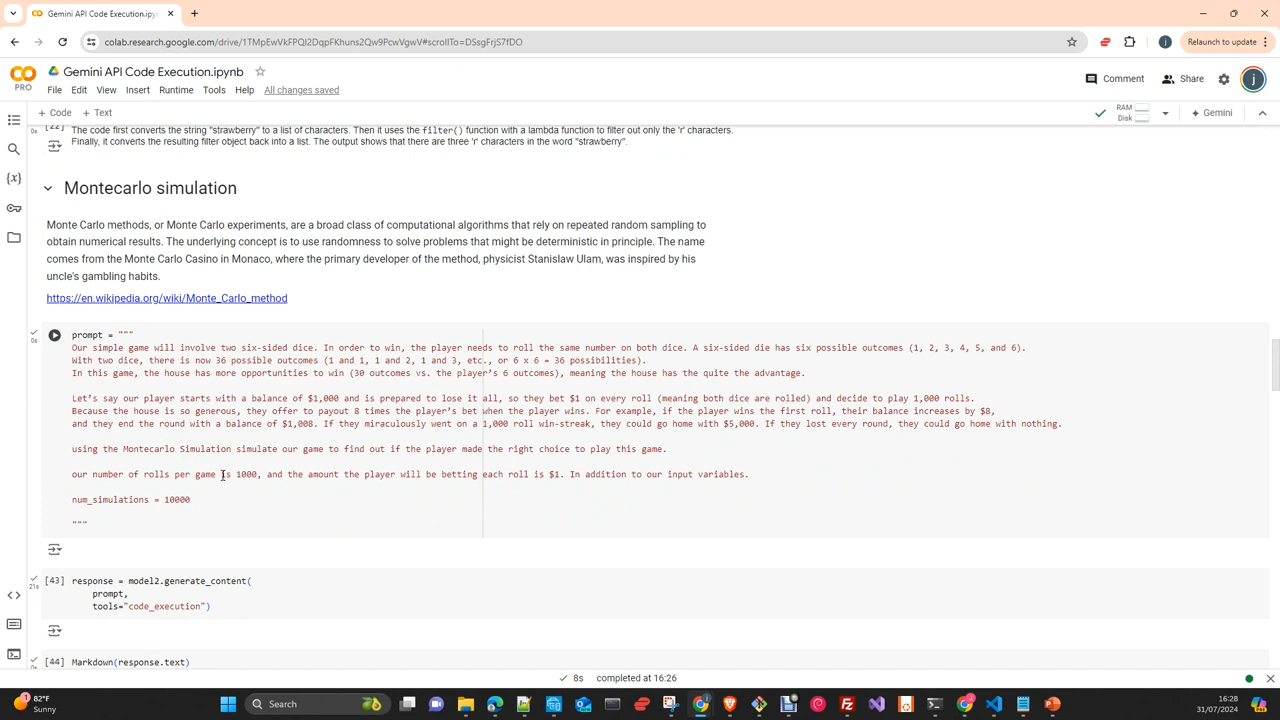 Gemini API Code Execution.ipyn
colab.research.google.com/drive/1TMpEwVkFPQl2DqpFKhuns2Qw9PcwVgwV#scrollTo=DSsgFrjS7fDO
Relaunch to update
Gemini API Code Execution.ipynb
PRO
File Edit View Insert Runtime Tools Help All changes saved
Comment Share
+ Code + Text
RAM
Disk
Gemini
[22] The code first converts the string "strawberry" to a list of characters. Then it uses the filter() function with a lambda function to filter out only the 'r' characters.
0s
Finally, it converts the resulting filter object back into a list. The output shows that there are three 'r' characters in the word "strawberry".
Montecarlo simulation
Monte Carlo methods, or Monte Carlo experiments, are a broad class of computational algorithms that rely on repeated random sampling to
obtain numerical results. The underlying concept is to use randomness to solve problems that might be deterministic in principle. The name
comes from the Monte Carlo Casino in Monaco, where the primary developer of the method, physicist Stanislaw Ulam, was inspired by his
uncle's gambling habits.
https://en.wikipedia.org/wiki/Monte_Carlo_method
prompt = """
0s
Our simple game will involve two six-sided dice. In order to win, the player needs to roll the same number on both dice. A six-sided die has six possible outcomes (1, 2, 3, 4, 5, and 6).
With two dice, there is now 36 possible outcomes (1 and 1, 1 and 2, 1 and 3, etc., or 6 x 6 = 36 possibilities).
In this game, the house has more opportunities to win (30 outcomes vs. the player's 6 outcomes), meaning the house has the quite the advantage.
Let's say our player starts with a balance of $1,000 and is prepared to lose it all, so they bet $1 on every roll (meaning both dice are rolled) and decide to play 1,000 rolls.
Because the house is so generous, they offer to payout 8 times the player's bet when the player wins. For example, if the player wins the first roll, their balance increases by $8,
and they end the round with a balance of $1,008. If they miraculously went on a 1,000 roll win-streak, they could go home with $5,000. If they lost every round, they could go home with nothing.
using the Montecarlo Simulation simulate our game to find out if the player made the right choice to play this game.
our number of rolls per game is 1000, and the amount the player will be betting each roll is $1. In addition to our input variables.
num_simulations = 10000
"""
[43] response = model2.generate_content(
21s
prompt,
tools="code_execution")
[44] Markdown(response.text)
0s
8s completed at 16:26
82°F
Sunny
Search
16:28
31/07/2024